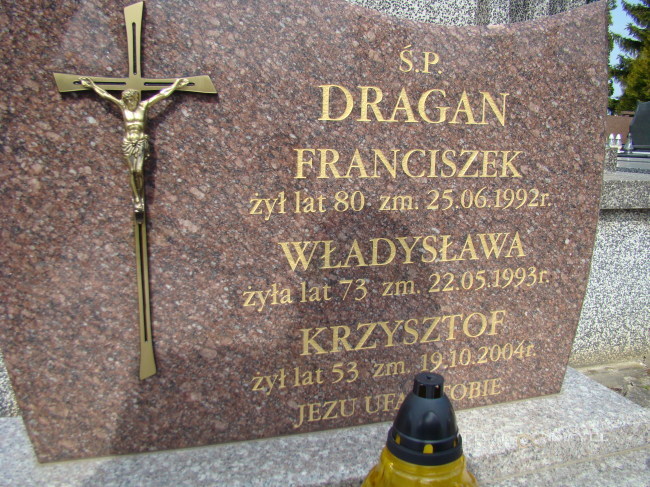 Ś.P.
DRAGAN
FRANCISZEK
żył lat 80 zm. 25.06.1992r.
WŁADYSŁAWA
żyła lat 73 zm. 22.05.1993r.
KRZYSZTOF
żył lat 53 zm. 19.10.2004r.
JEZU UFAM TOBIE